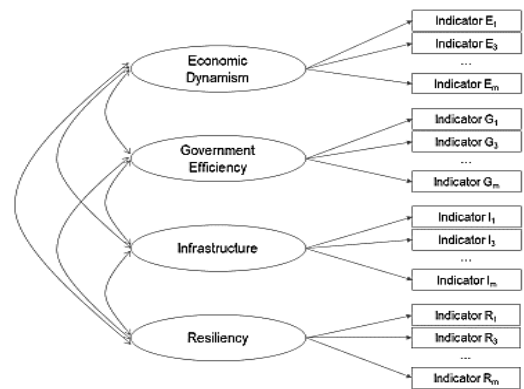 Economic
Dynamism
Indicator E₁
Indicator E₃
...
Indicator Eₘ
Government
Efficiency
Indicator G₁
Indicator G₃
...
Indicator Gₘ
Infrastructure
Indicator I₁
Indicator I₃
...
Indicator Iₘ
Resiliency
Indicator R₁
Indicator R₃
...
Indicator Rₘ